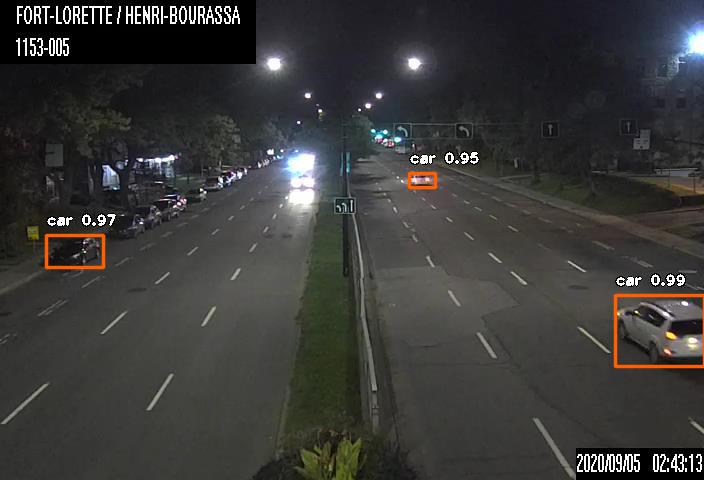 FORT-LORETTE / HENRI-BOURASSA
1153-005
car 0.95
car 0.97
car 0.99
2020/09/05 02:43:13